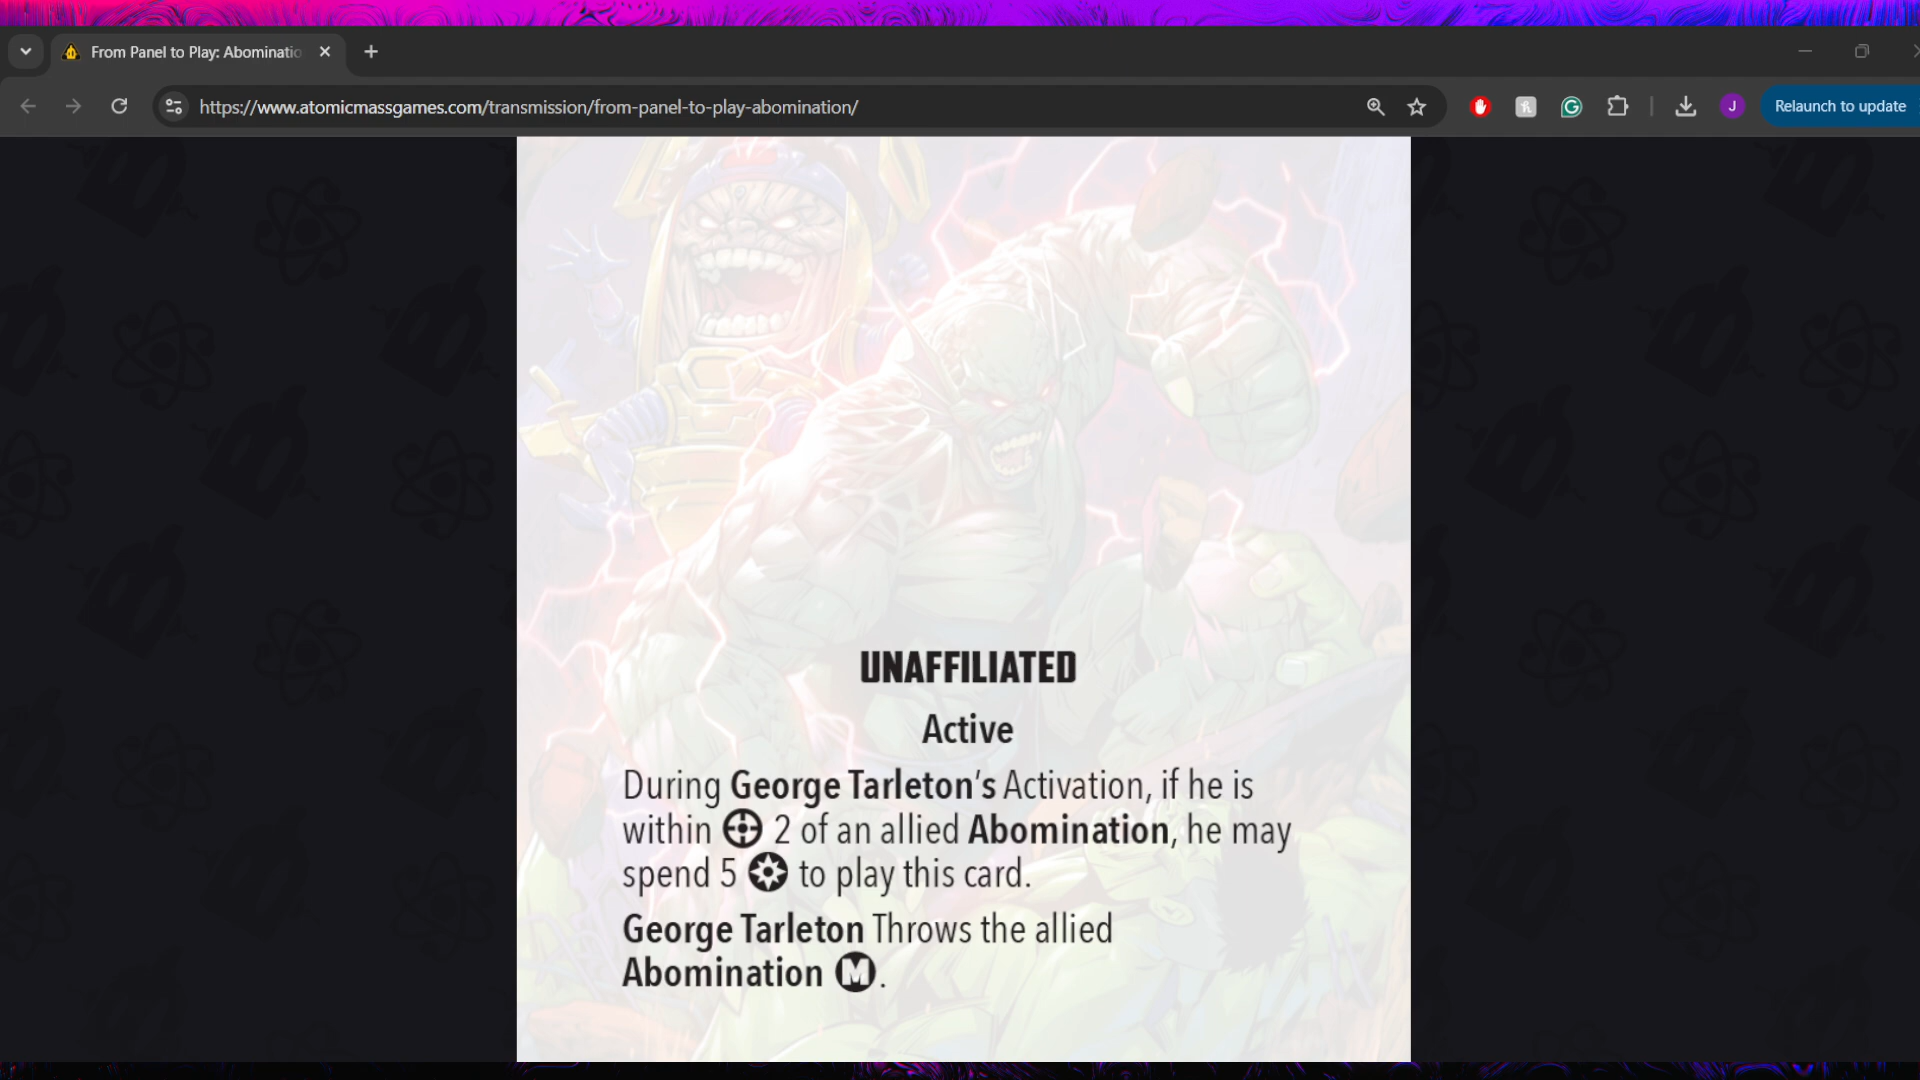 From Panel to Play: Abominatio
https://www.atomicmassgames.com/transmission/from-panel-to-play-abomination/
J
Relaunch to update
UNAFFILIATED
Active
During George Tarleton's Activation, if he is
within 2 of an allied Abomination, he may
spend 5 to play this card.
George Tarleton Throws the allied
Abomination M.